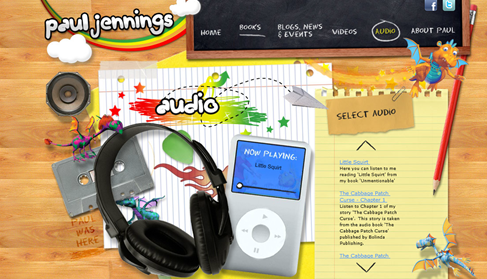 paul jennings
HOME
BOOKS
BLOGS, NEWS
& EVENTS
VIDEOS
AUDIO
ABOUT PAUL
audio
SELECT AUDIO
NOW PLAYING:
Little Squirt
Little Squirt
Here you can listen to me
reading 'Little Squirt' from
my book 'Unmentionable'
The Cabbage Patch
Curse - Chapter 1
Listen to Chapter 1 of my
story 'The Cabbage Patch
Curse'. This story is taken
from the audio book 'The
Cabbage Patch Curse'
published by Bolinda
Publishing.
The Cabbage Patch
PAUL
WAS
HERE